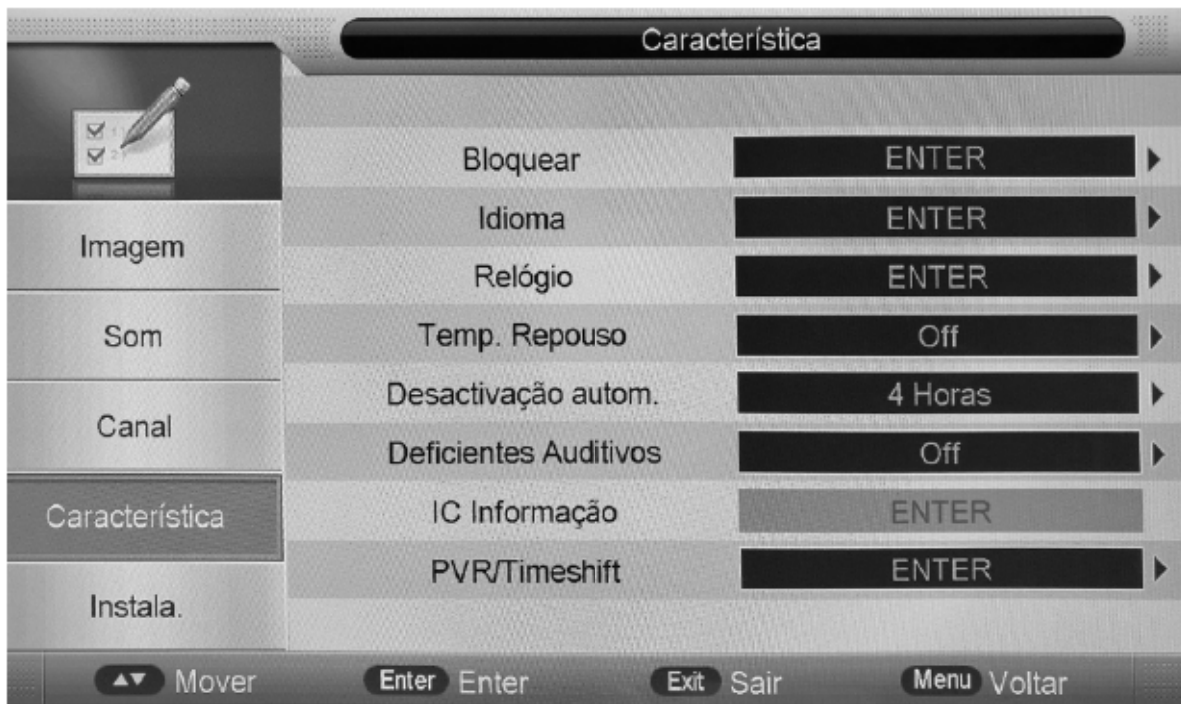 Característica
Bloquear ENTER
Idioma ENTER
Imagem
Relógio ENTER
Som
Temp. Repouso Off
Desactivação autom. 4 Horas
Canal
Deficientes Auditivos Off
Característica
IC Informação ENTER
PVR/Timeshift ENTER
Instala.
Mover Enter Enter Exit Sair Menu Voltar